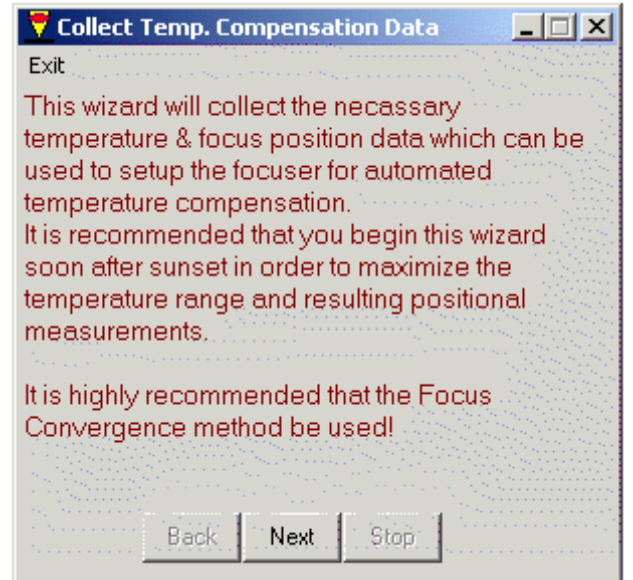 Collect Temp. Compensation Data
Exit
This wizard will collect the necassary
temperature & focus position data which can be
used to setup the focuser for automated
temperature compensation.
It is recommended that you begin this wizard
soon after sunset in order to maximize the
temperature range and resulting positional
measurements.
It is highly recommended that the Focus
Convergence method be used!
Back Next Stop